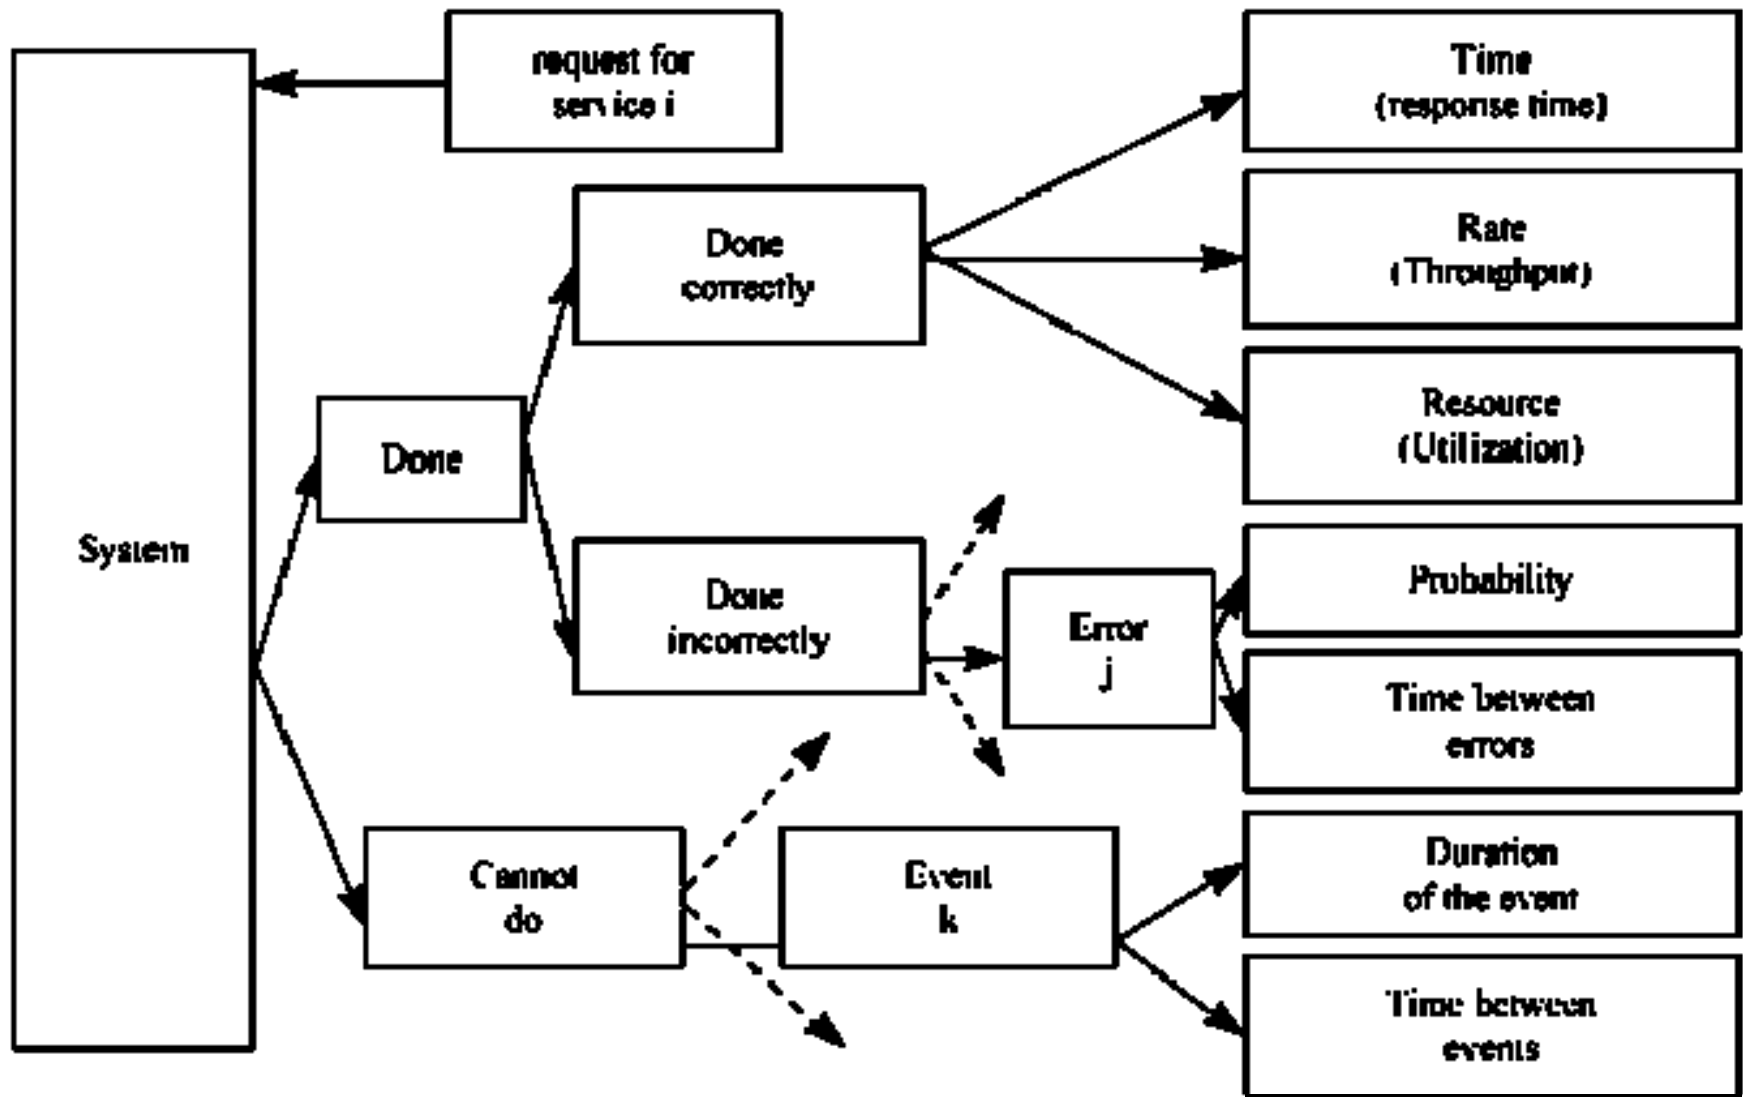 request for
service i
Time
(response time)
Done
correctly
Rate
(Throughput)
Resource
(Utilization)
Done
System
Done
incorrectly
Error
j
Probability
Time between
errors
Cannot
do
Event
k
Duration
of the event
Time between
events